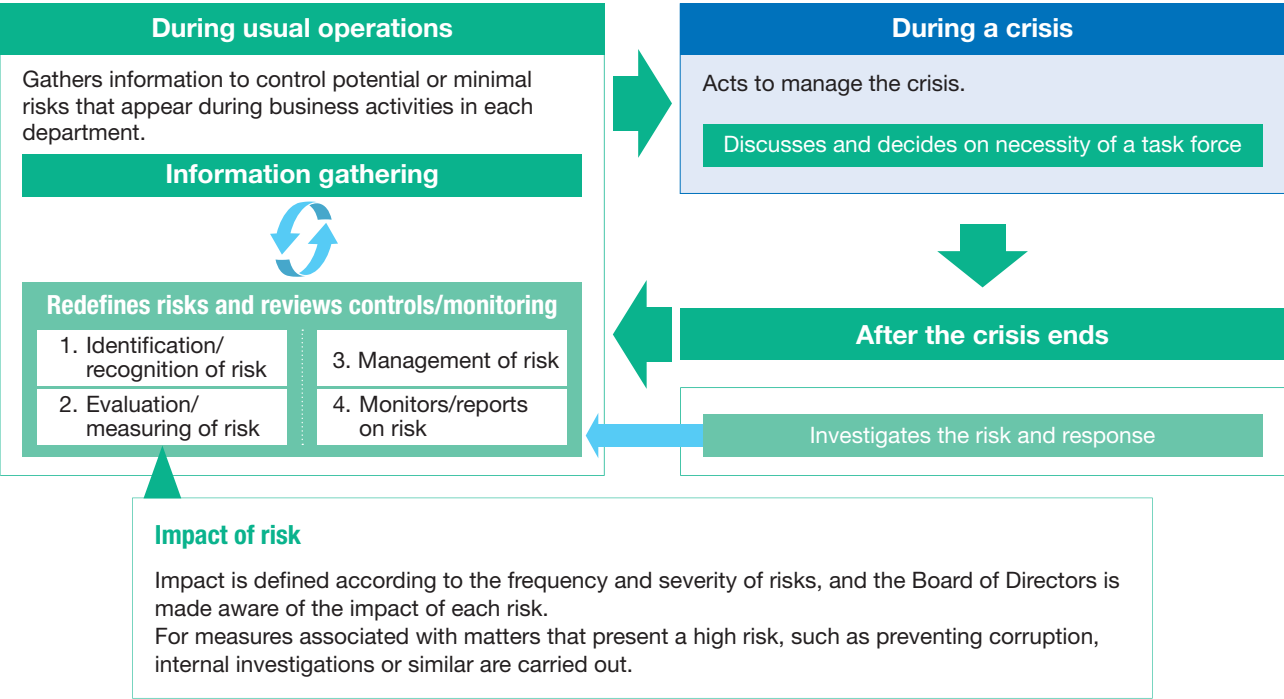 During usual operations
Gathers information to control potential or minimal
risks that appear during business activities in each
department.
Information gathering
Redefines risks and reviews controls/monitoring
1. Identification/
recognition of risk
2. Evaluation/
measuring of risk
3. Management of risk
4. Monitors/reports
on risk
During a crisis
Acts to manage the crisis.
Discusses and decides on necessity of a task force
After the crisis ends
Investigates the risk and response
Impact of risk
Impact is defined according to the frequency and severity of risks, and the Board of Directors is
made aware of the impact of each risk.
For measures associated with matters that present a high risk, such as preventing corruption,
internal investigations or similar are carried out.